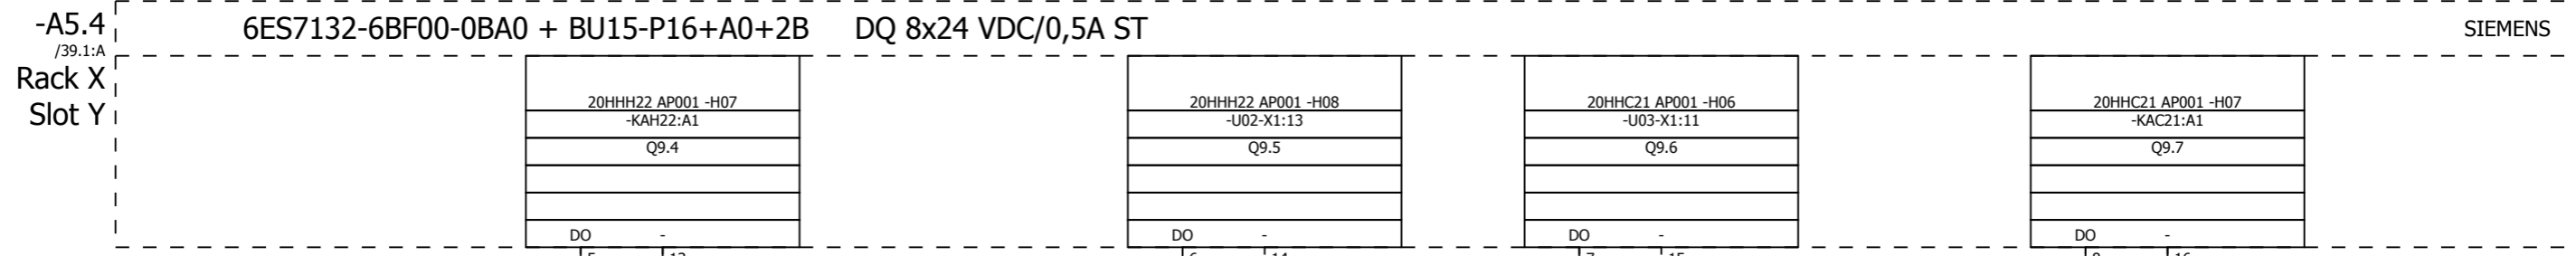 -A5.4 6ES7132-6BF00-0BA0 + BU15-P16+A0+2B DQ 8x24 VDC/0,5A ST SIEMENS
/39.1:A
Rack X
Slot Y
20HHH22 AP001 -H07 20HHH22 AP001 -H08 20HHC21 AP001 -H06 20HHC21 AP001 -H07
-KAH22:A1 -U02-X1:13 -U03-X1:11 -KAC21:A1
Q9.4 Q9.5 Q9.6 Q9.7
DO - DO - DO - DO -